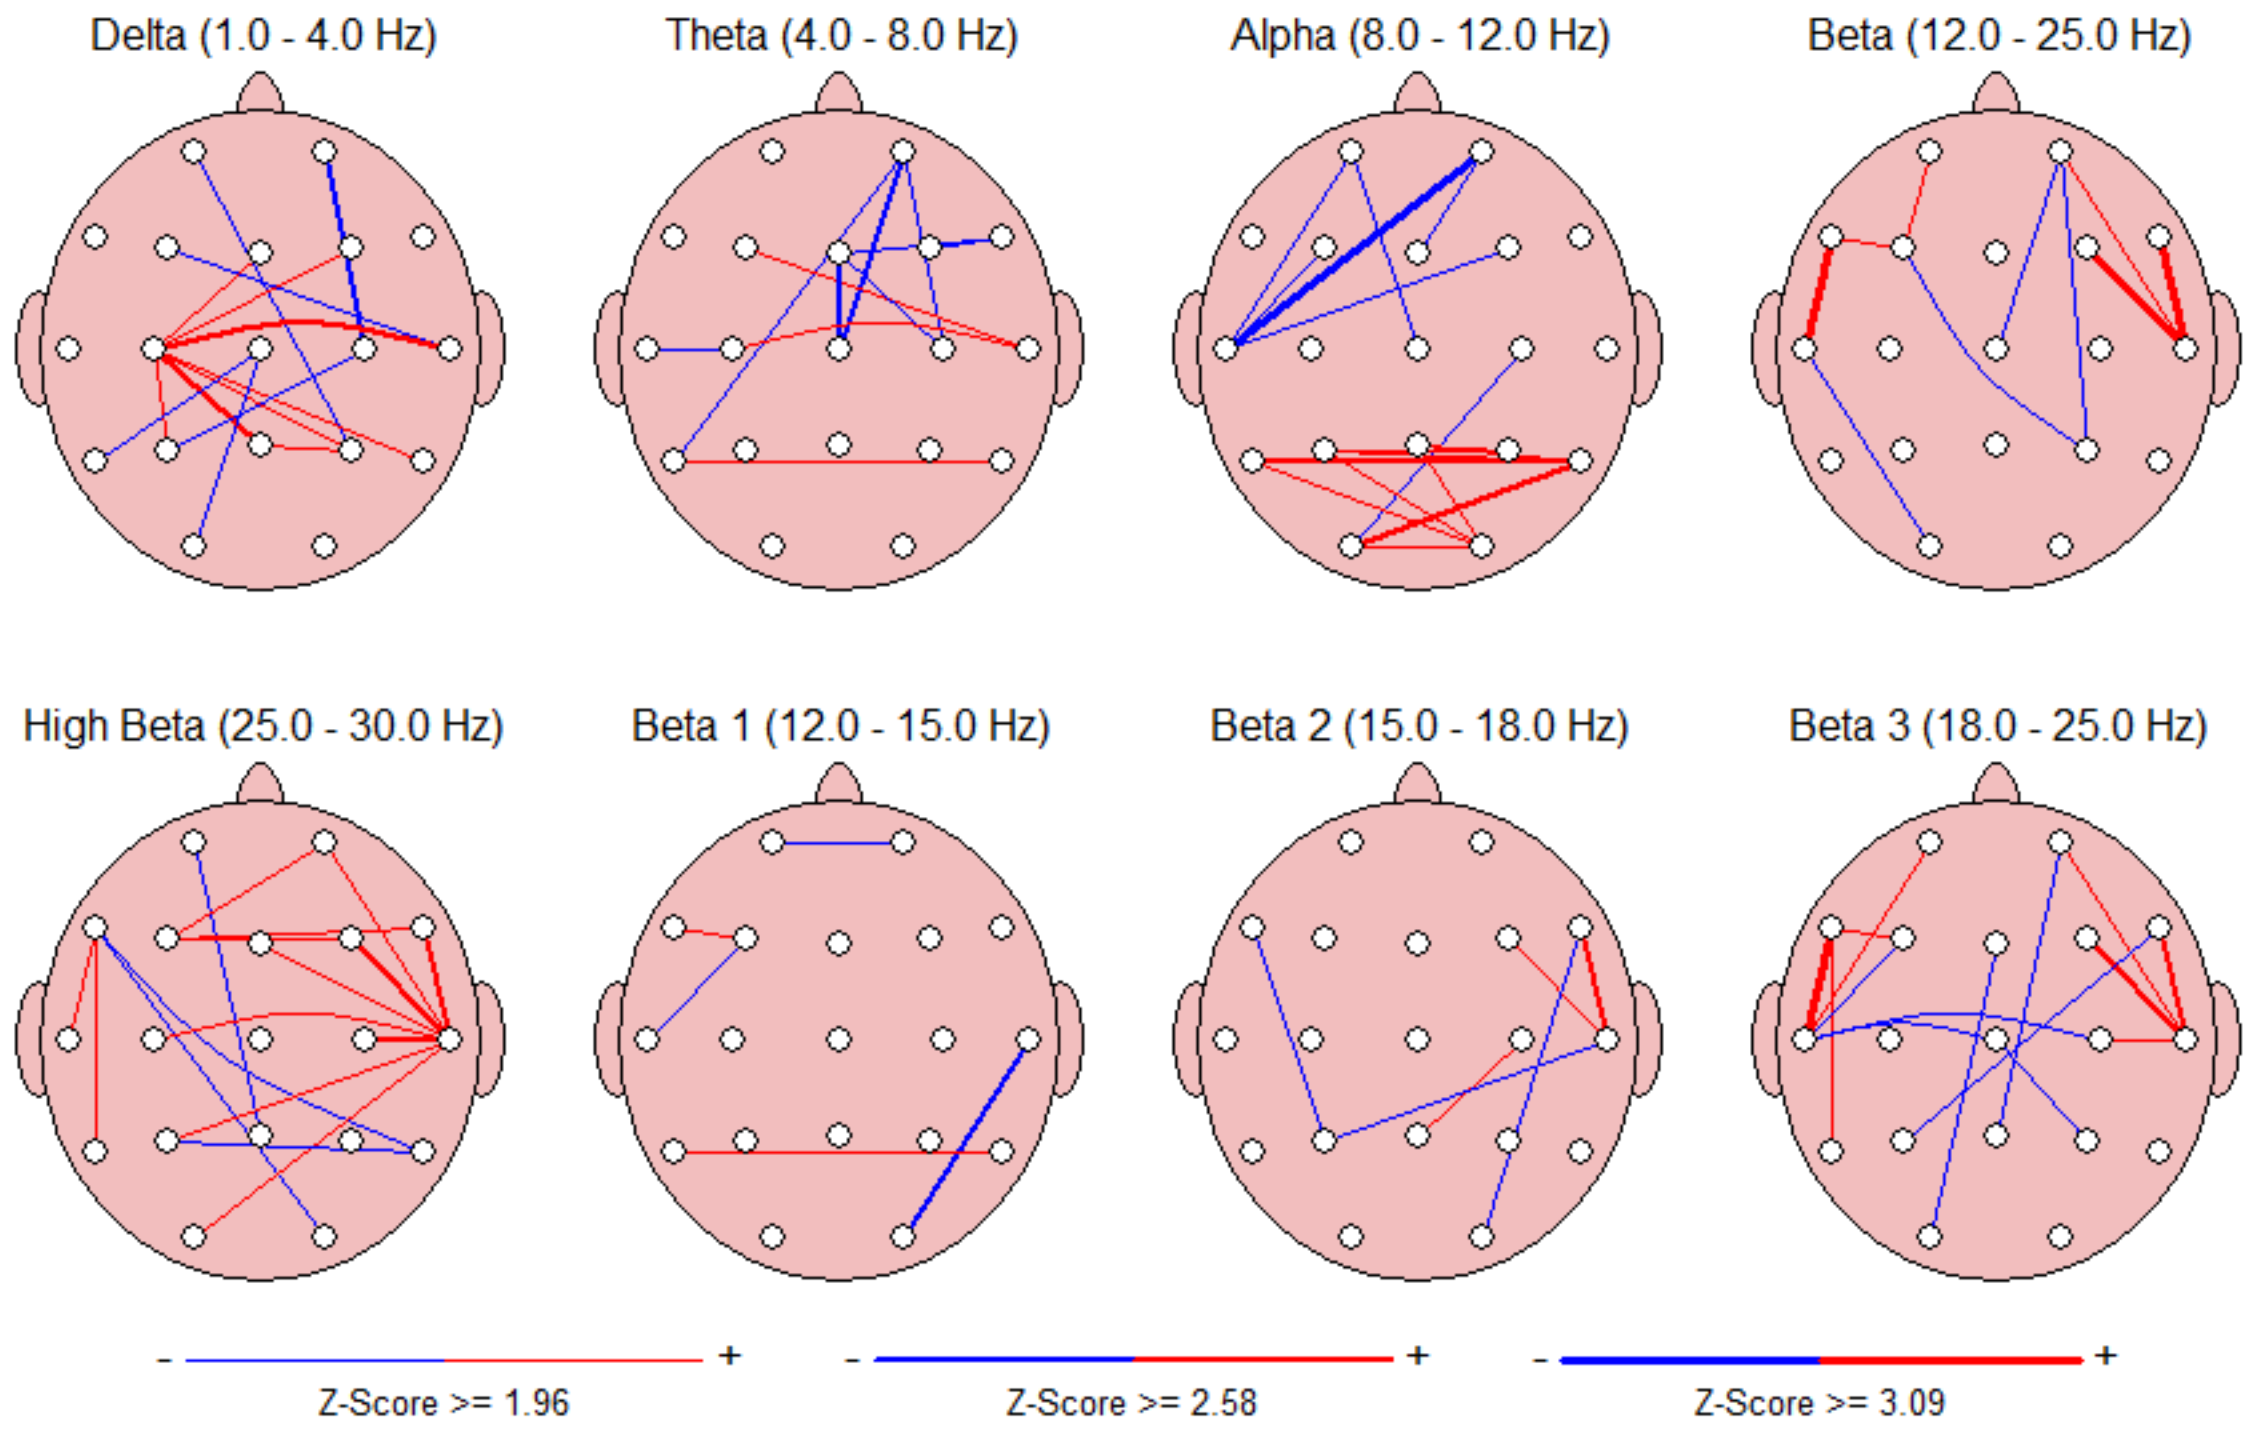 Delta (1.0 - 4.0 Hz)
Theta (4.0 - 8.0 Hz)
Alpha (8.0 - 12.0 Hz)
Beta (12.0 - 25.0 Hz)
High Beta (25.0 - 30.0 Hz)
Beta 1 (12.0 - 15.0 Hz)
Beta 2 (15.0 - 18.0 Hz)
Beta 3 (18.0 - 25.0 Hz)
- +
- +
- +
Z-Score >= 1.96
Z-Score >= 2.58
Z-Score >= 3.09